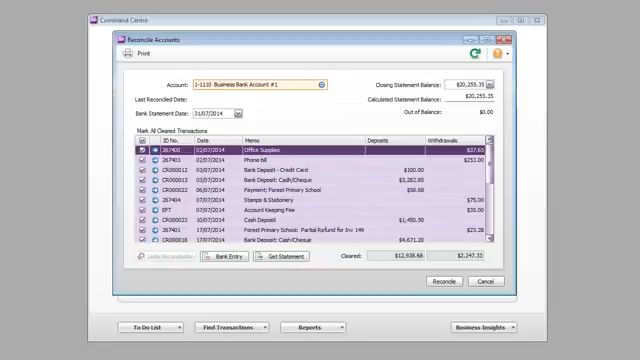 Command Centre
Reconcile Accounts
Print
Account: 1-1110 Business Bank Account #1
Closing Statement Balance: $20,255.35
Last Reconciled Date:
Calculated Statement Balance: $20,255.35
Bank Statement Date: 31/07/2014
Out of Balance: $0.00
Mark All Cleared Transactions
ID No. Date Memo Deposits Withdrawals
267400 02/07/2014 Office Supplies $37.65
267403 02/07/2014 Phone bill $253.00
CR000012 02/07/2014 Bank Deposit - Credit Card $100.00
CR000013 02/07/2014 Bank Deposit: Cash/Cheque $3,282.80
CR000022 06/07/2014 Payment; Forest Primary School $58.68
267404 07/07/2014 Stamps & Stationery $75.00
EFT 07/07/2014 Account Keeping Fee $35.00
CR000023 10/07/2014 Cash Deposit $1,450.50
267401 17/07/2014 Forest Primary School: Partial Refund for Inv 149 $23.28
CR000018 17/07/2014 Bank Deposit: Cash/Cheque $4,671.20
Undo Reconciliation Bank Entry Get Statement Cleared: $12,938.68 $2,247.33
Reconcile Cancel
To Do List Find Transactions Reports Business Insights